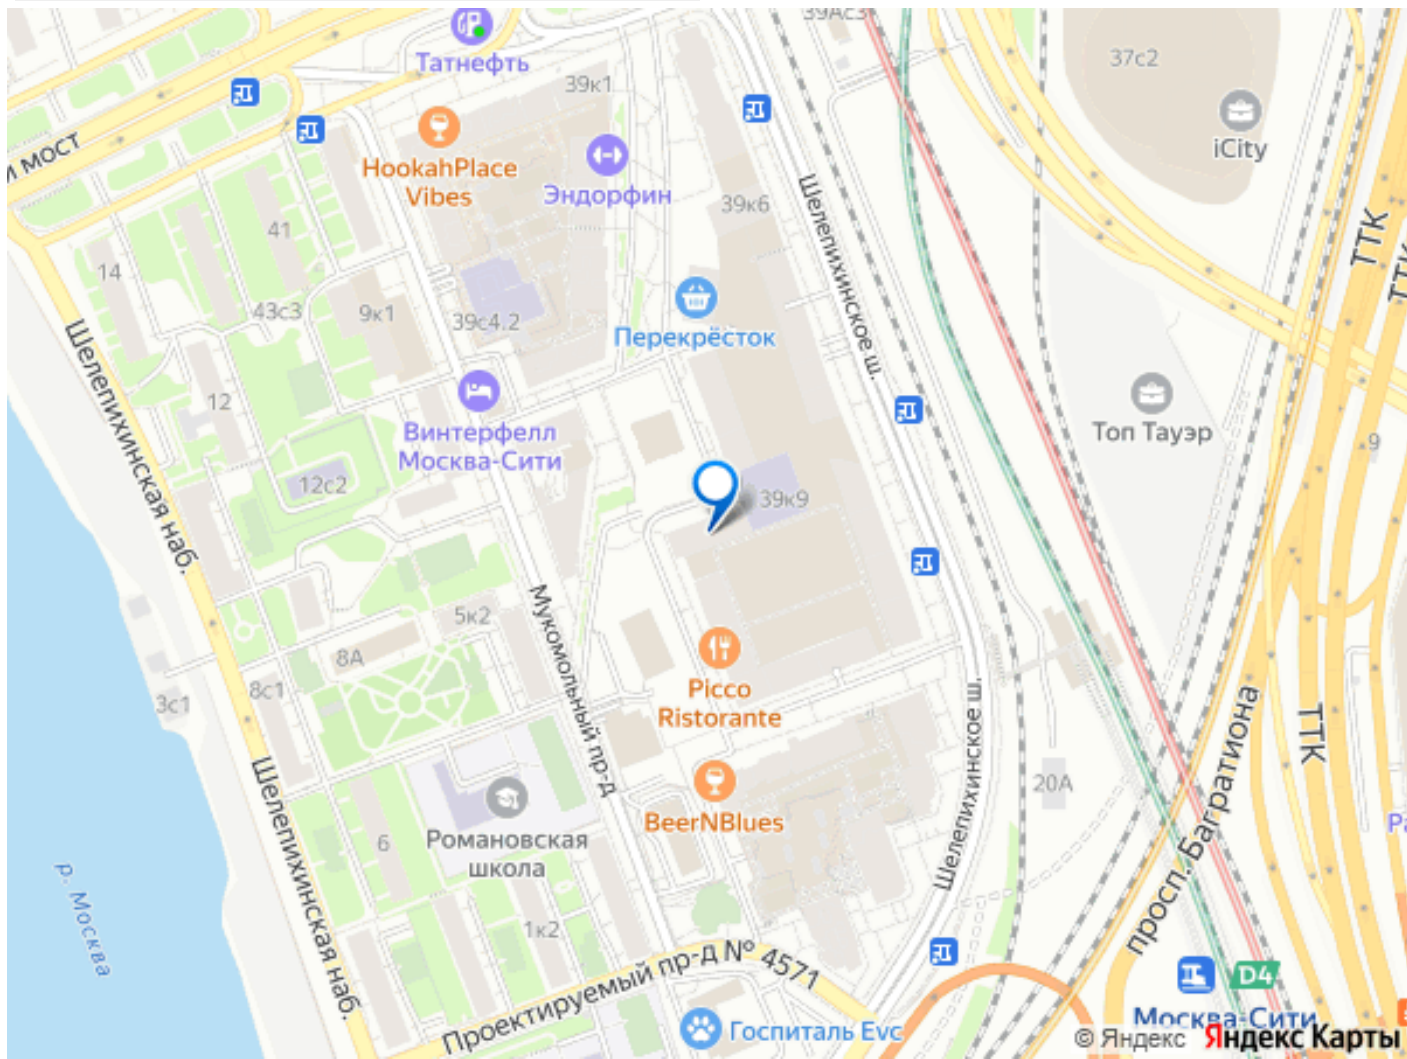 39Ас3
Татнефть
37с2
39к1
й мост
HookahPlace
Vibes
Эндорфин
iCity
Шелепихинское ш.
39к6
ТТК
ТТК
41
14
43с3
9к1
39с4.2
Перекрёсток
Шелепихинская наб.
12
Винтерфелл
Москва-Сити
Топ Тауэр
9
12с2
39к9
Мукомольный пр-д
5к2
8А
8с1
3с1
Picco
Ristorante
Шелепихинское ш.
просп. Багратиона
ТТК
20А
BeerNBlues
Романовская
школа
6
р. Москва
Шелепихинская наб.
1к2
Проектируемый пр-д № 4571
D4
Москва-Сити
Госпиталь Evc
© Яндекс Яндекс Карты